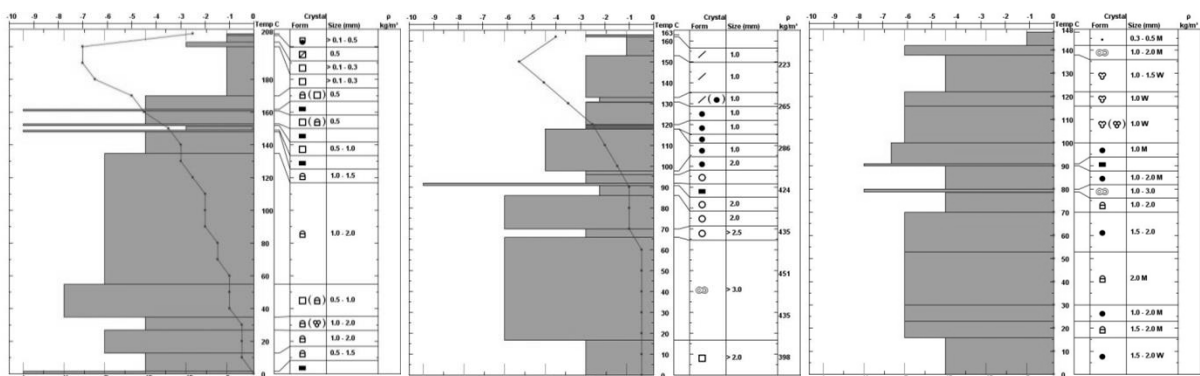 -10 -9 -8 -7 -6 -5 -4 -3 -2 -1 0
Temp C
Crystal
Form Size (mm)
ρ
kg/m³
200
180
160
140
120
100
80
60
40
20
0
> 0.1 - 0.5
0.5
> 0.1 - 0.3
> 0.1 - 0.3
0.5
0.5
0.5 - 1.0
1.0 - 1.5
1.0 - 2.0
0.5 - 1.0
1.0 - 2.0
1.0 - 2.0
0.5 - 1.5
-10 -9 -8 -7 -6 -5 -4 -3 -2 -1 0
Temp C
Crystal
Form Size (mm)
ρ
kg/m³
163
160
150
140
130
120
110
100
90
80
70
60
50
40
30
20
10
0
1.0
1.0
1.0
1.0
1.0
1.0
2.0
2.0
2.0
> 2.5
> 3.0
> 2.0
223
265
286
424
435
451
435
398
-10 -9 -8 -7 -6 -5 -4 -3 -2 -1 0
Temp C
Crystal
Form Size (mm)
ρ
kg/m³
140
130
120
110
100
90
80
70
60
50
40
30
20
10
0
0.3 - 0.5 M
1.0 - 2.0 M
1.0 - 1.5 W
1.0 W
1.0 W
1.0 M
1.0 - 2.0 M
1.0 - 3.0
1.0 - 2.0
1.5 - 2.0
2.0 M
1.0 - 2.0 M
1.5 - 2.0 M
1.5 - 2.0 W